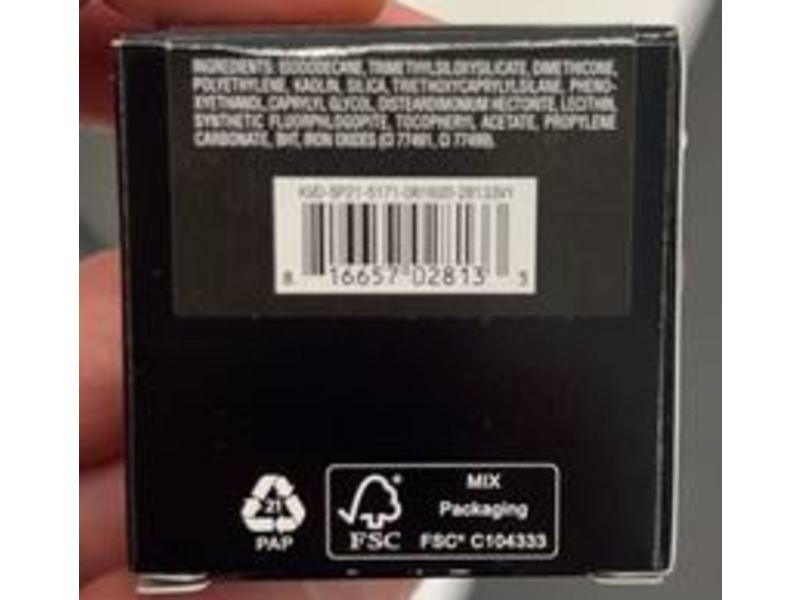 INGREDIENTS: ISODODECANE, TRIMETHYLSILOXYSILICATE, DIMETHICONE,
POLYETHYLENE, KAOLIN, SILICA, TRIETHOXYCAPRYLYLSILANE, PHENO-
XYETHANOL, CAPRYLYL GLYCOL, DISTEARDIMONIUM HECTORITE, LECITHIN,
SYNTHETIC FLUORPHLOGOPITE, TOCOPHERYL ACETATE, PROPYLENE
CARBONATE, BHT, IRON OXIDES (CI 77491, CI 77499).
8 16657 02813 5
21
PAP
FSC®
MIX
Packaging
FSC® C104333